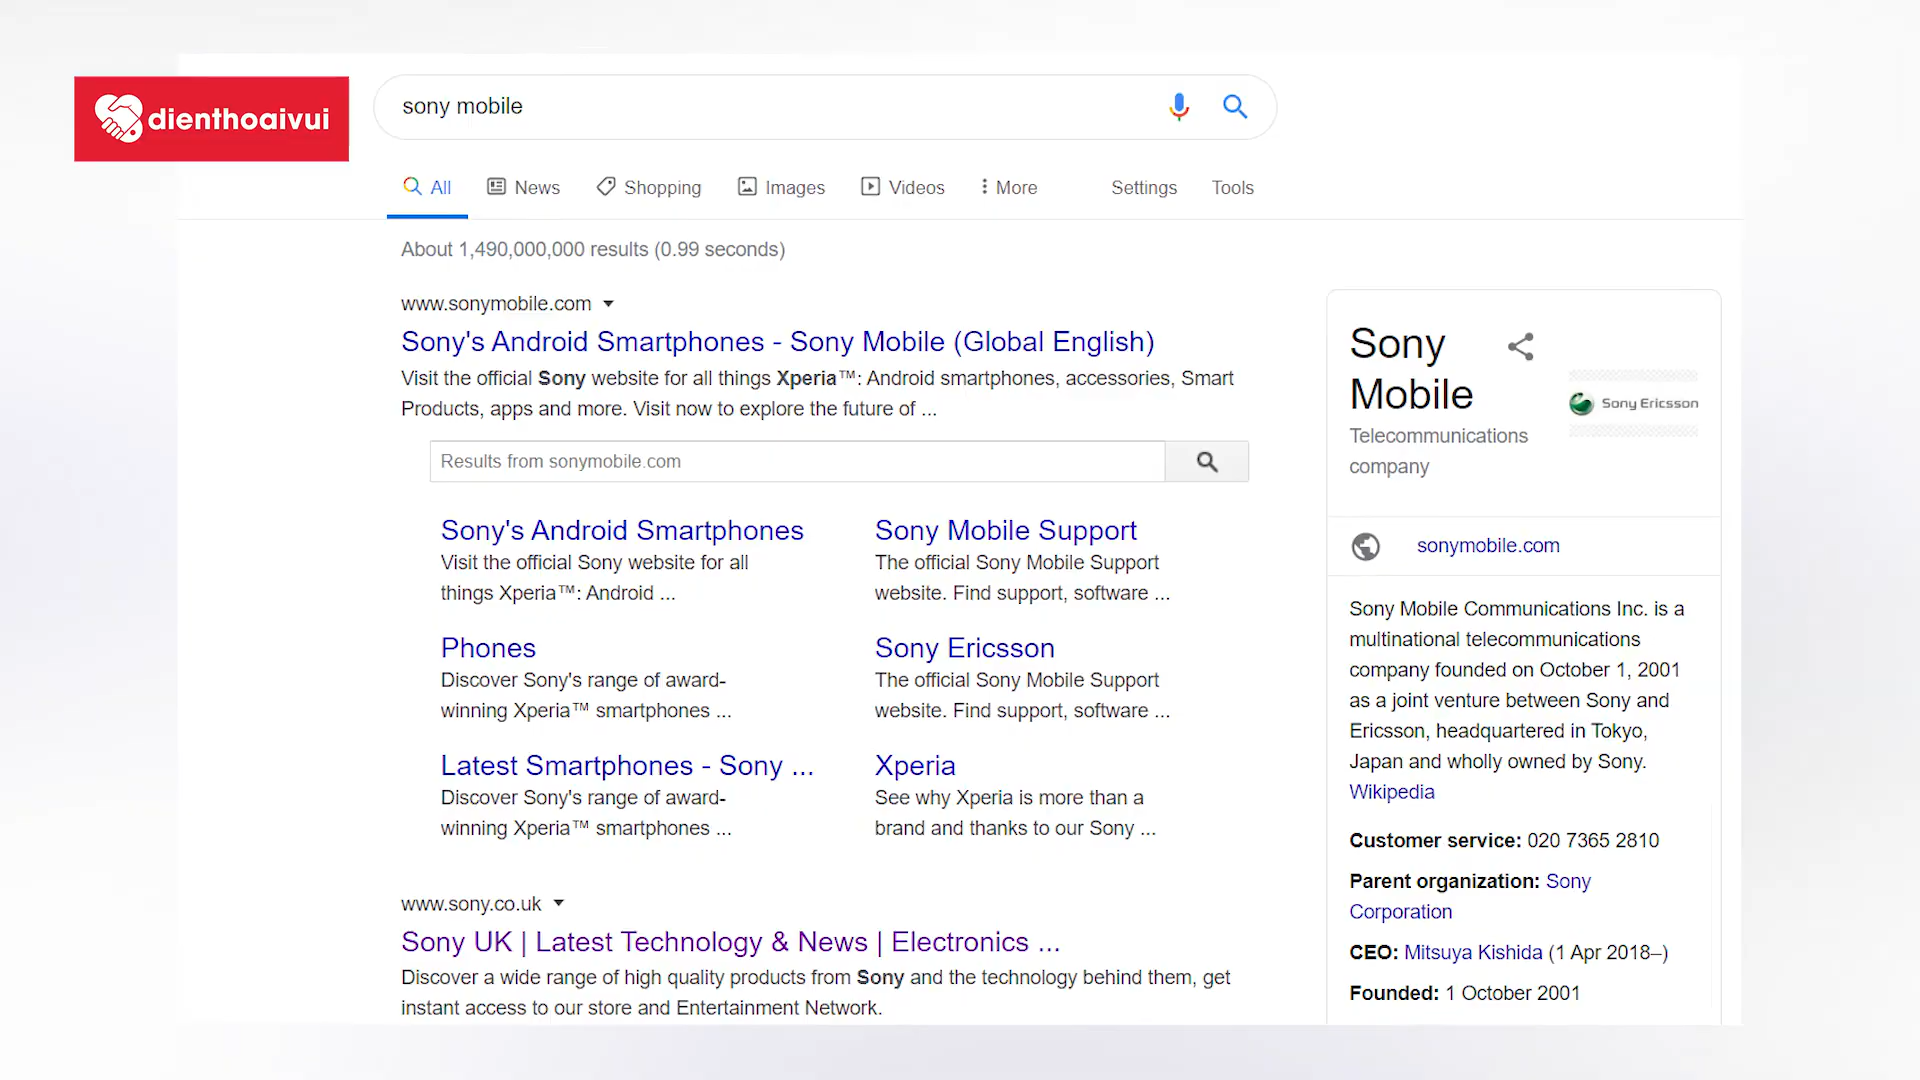 dienthoaivui
sony mobile
All News Shopping Images Videos More Settings Tools
About 1,490,000,000 results (0.99 seconds)
www.sonymobile.com
Sony's Android Smartphones - Sony Mobile (Global English)
Visit the official Sony website for all things Xperia™: Android smartphones, accessories, Smart
Products, apps and more. Visit now to explore the future of ...
Results from sonymobile.com
Sony's Android Smartphones
Visit the official Sony website for all
things Xperia™: Android ...
Sony Mobile Support
The official Sony Mobile Support
website. Find support, software ...
Phones
Discover Sony's range of award-
winning Xperia™ smartphones ...
Sony Ericsson
The official Sony Mobile Support
website. Find support, software ...
Latest Smartphones - Sony ...
Discover Sony's range of award-
winning Xperia™ smartphones ...
Xperia
See why Xperia is more than a
brand and thanks to our Sony ...
www.sony.co.uk
Sony UK | Latest Technology & News | Electronics ...
Discover a wide range of high quality products from Sony and the technology behind them, get
instant access to our store and Entertainment Network.
Sony
Mobile
Telecommunications
company
Sony Ericsson
sonymobile.com
Sony Mobile Communications Inc. is a
multinational telecommunications
company founded on October 1, 2001
as a joint venture between Sony and
Ericsson, headquartered in Tokyo,
Japan and wholly owned by Sony.
Wikipedia
Customer service: 020 7365 2810
Parent organization: Sony
Corporation
CEO: Mitsuya Kishida (1 Apr 2018–)
Founded: 1 October 2001